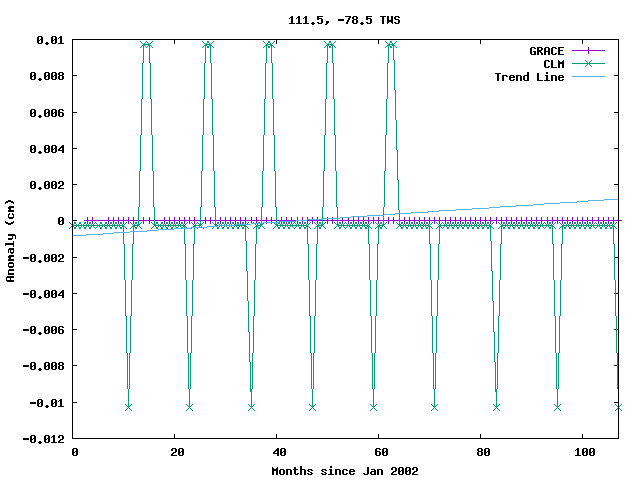 111.5, -78.5 TWS
GRACE
CLM
Trend Line
0.01
0.008
0.006
0.004
0.002
0
-0.002
-0.004
-0.006
-0.008
-0.01
-0.012
Anomaly (cm)
0 20 40 60 80 100
Months since Jan 2002